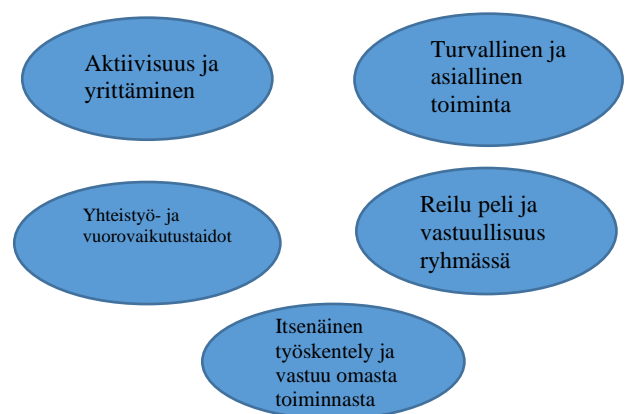 Aktiivisuus ja
yrittäminen
Turvallinen ja
asiallinen
toiminta
Yhteistyö- ja
vuorovaikutustaidot
Reilu peli ja
vastuullisuus
ryhmässä
Itsenäinen
työskentely ja
vastuu omasta
toiminnasta